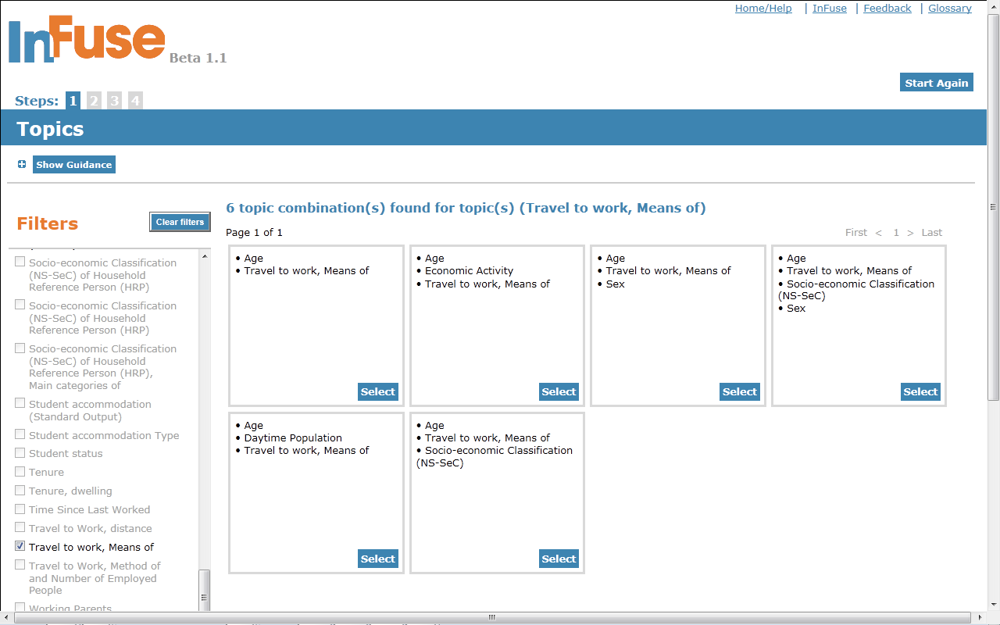 Home/Help | InFuse | Feedback | Glossary
InFuse Beta 1.1
Start Again
Steps: 1 2 3 4
Topics
Show Guidance
Filters
Clear filters
Socio-economic Classification
(NS-SeC) of Household
Reference Person (HRP)
Socio-economic Classification
(NS-SeC) of Household
Reference Person (HRP)
Socio-economic Classification
(NS-SeC) of Household
Reference Person (HRP),
Main categories of
Student accommodation
(Standard Output)
Student accommodation Type
Student status
Tenure
Tenure, dwelling
Time Since Last Worked
Travel to Work, distance
Travel to work, Means of
Travel to Work, Method of
and Number of Employed
People
Working Parents
6 topic combination(s) found for topic(s) (Travel to work, Means of)
Page 1 of 1
First < 1 > Last
• Age
• Travel to work, Means of
Select
• Age
• Economic Activity
• Travel to work, Means of
Select
• Age
• Travel to work, Means of
• Sex
Select
• Age
• Travel to work, Means of
• Socio-economic Classification
(NS-SeC)
• Sex
Select
• Age
• Daytime Population
• Travel to work, Means of
Select
• Age
• Travel to work, Means of
• Socio-economic Classification
(NS-SeC)
Select